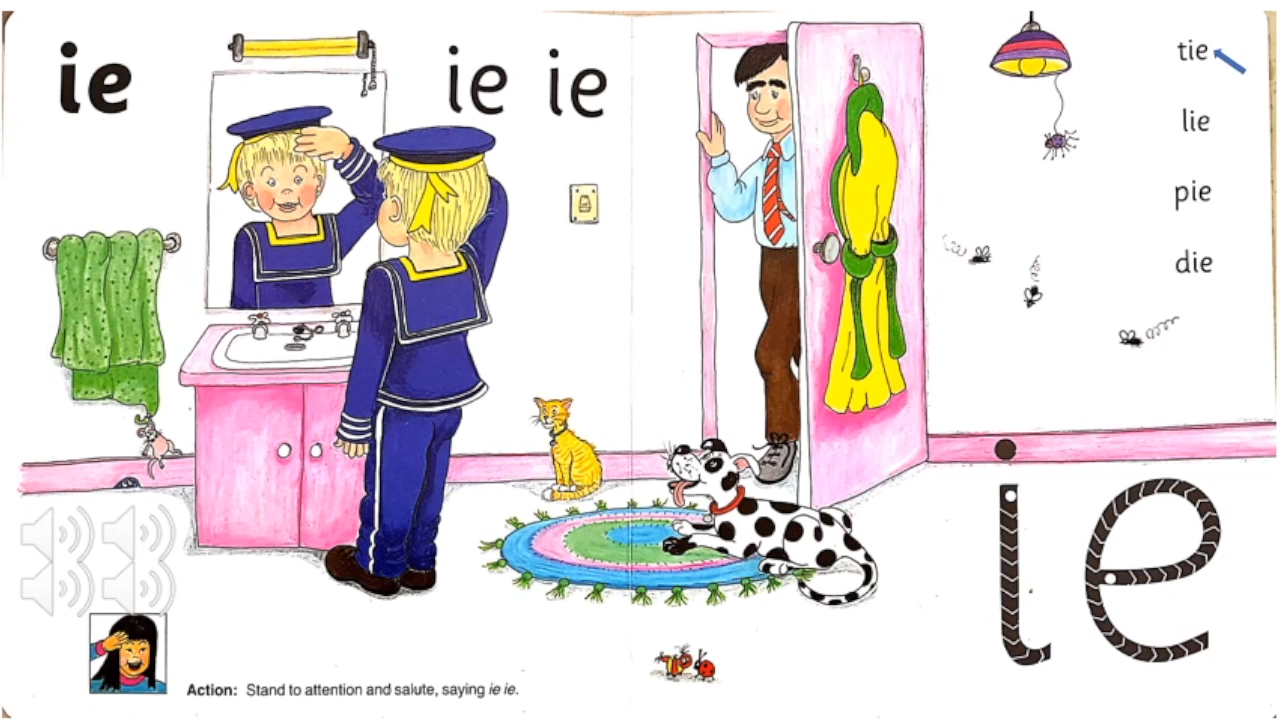 ie
ie ie
tie
lie
pie
die
ie
Action: Stand to attention and salute, saying ie ie.